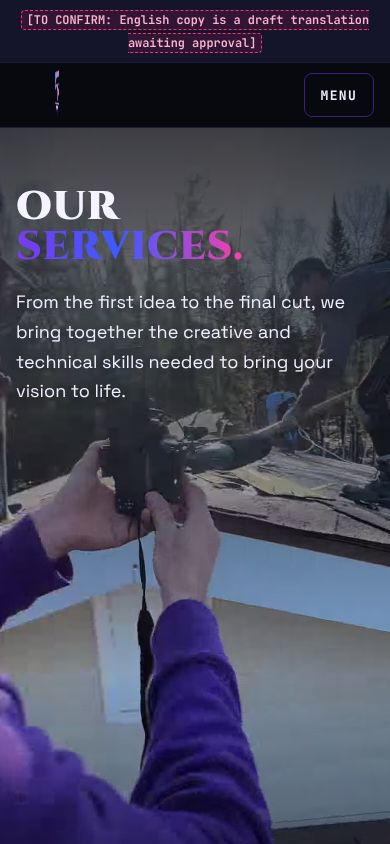 [TO CONFIRM: English copy is a draft translation
awaiting approval]
MENU
OUR
SERVICES.
From the first idea to the final cut, we
bring together the creative and
technical skills needed to bring your
vision to life.